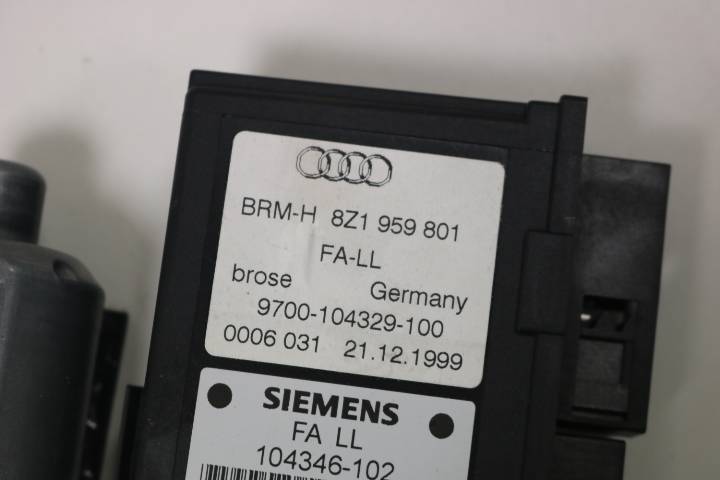 BRM-H 8Z1 959 801
FA-LL
brose Germany
9700-104329-100
0006 031 21.12.1999
SIEMENS
FA LL
104346-102